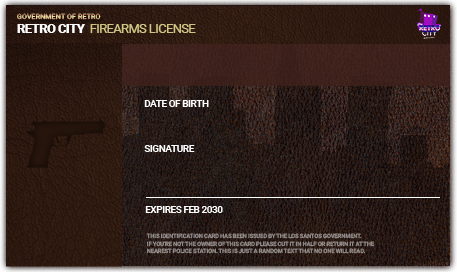 GOVERNMENT OF RETRO
RETRO CITY FIREARMS LICENSE
RETRO
CITY
DATE OF BIRTH
SIGNATURE
EXPIRES FEB 2030
THIS IDENTIFICATION CARD HAS BEEN ISSUED BY THE LOS SANTOS GOVERNMENT.
IF YOU'RE NOT THE OWNER OF THIS CARD PLEASE CUT IT IN HALF OR RETURN IT AT THE
NEAREST POLICE STATION. THIS IS JUST A RANDOM TEXT THAT NO ONE WILL READ.